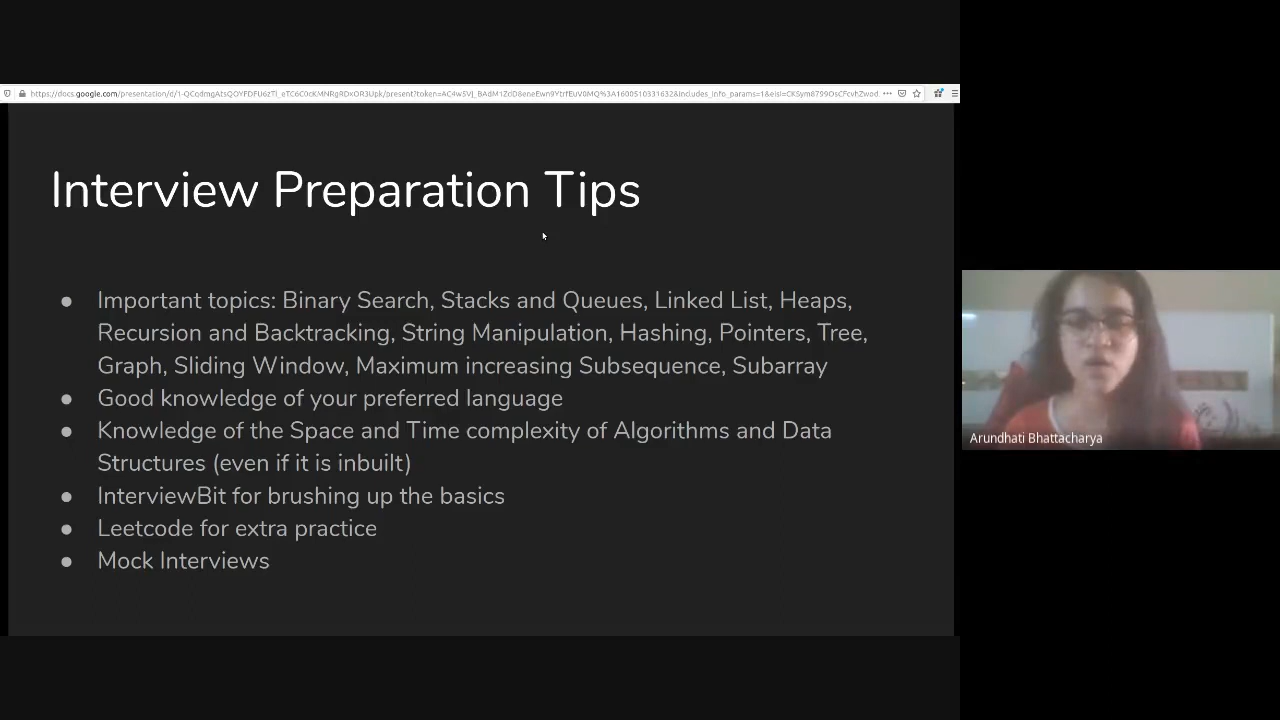 Interview Preparation Tips
● Important topics: Binary Search, Stacks and Queues, Linked List, Heaps,
Recursion and Backtracking, String Manipulation, Hashing, Pointers, Tree,
Graph, Sliding Window, Maximum increasing Subsequence, Subarray
● Good knowledge of your preferred language
● Knowledge of the Space and Time complexity of Algorithms and Data
Structures (even if it is inbuilt)
● InterviewBit for brushing up the basics
● Leetcode for extra practice
● Mock Interviews
Arundhati Bhattacharya